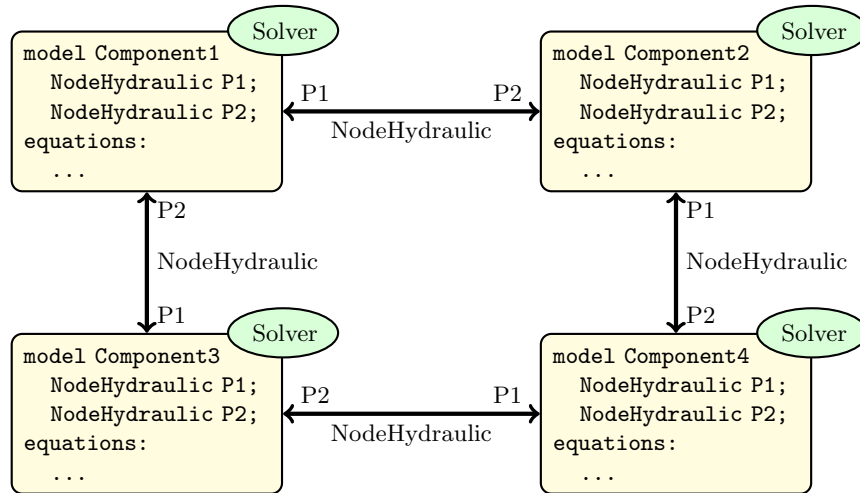 Solver
model Component1
NodeHydraulic P1;
NodeHydraulic P2;
equations:
...
Solver
model Component2
NodeHydraulic P1;
NodeHydraulic P2;
equations:
...
P1
P2
NodeHydraulic
P2
NodeHydraulic
P1
P1
NodeHydraulic
P2
Solver
model Component3
NodeHydraulic P1;
NodeHydraulic P2;
equations:
...
Solver
model Component4
NodeHydraulic P1;
NodeHydraulic P2;
equations:
...
P2
P1
NodeHydraulic